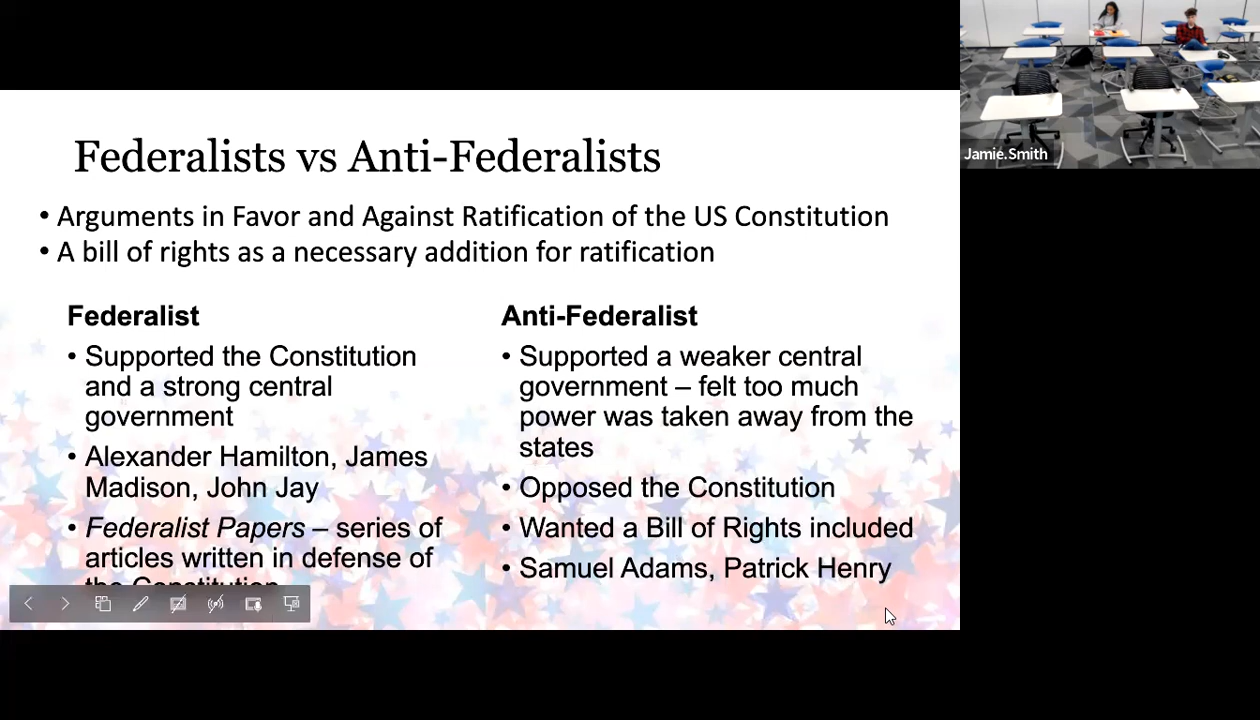 Federalists vs Anti-Federalists
• Arguments in Favor and Against Ratification of the US Constitution
• A bill of rights as a necessary addition for ratification
Federalist
• Supported the Constitution
and a strong central
government
• Alexander Hamilton, James
Madison, John Jay
• Federalist Papers – series of
articles written in defense of
the Constitution
Anti-Federalist
• Supported a weaker central
government – felt too much
power was taken away from the
states
• Opposed the Constitution
• Wanted a Bill of Rights included
• Samuel Adams, Patrick Henry
Jamie.Smith